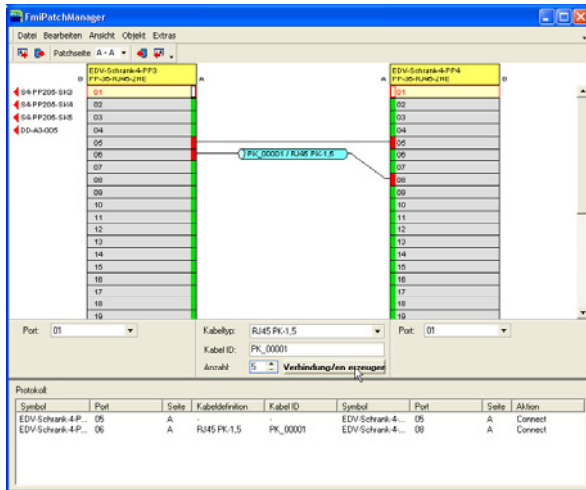 FmiPatchManager
Datei Bearbeiten Ansicht Objekt Extras
Patchseite A - A
EDV-Schrank-4-PP3
EDV-Schrank-4-PP4
B A A B
S4-PP205-SK3
S4-PP205-SK4
S4-PP205-SK5
DD-A3-005
01 01
02 02
03 03
04 04
05 05
06 PK_00001 / RJ45 PK-1,5 06
07 07
08 08
09 09
10 10
11 11
12 12
13 13
14 14
15 15
16 16
17 17
18 18
19 19
Port: 01 Kabeltyp: RJ45 PK-1,5 Port: 01
Kabel ID: PK_00001
Anzahl: 5 Verbindung/en erzeugen
Protokoll:
Symbol Port Seite Kabeldefinition Kabel ID Symbol Port Seite Aktion
EDV-Schrank-4-P... 05 A - - EDV-Schrank-4-... 05 A Connect
EDV-Schrank-4-P... 06 A RJ45 PK-1,5 PK_00001 EDV-Schrank-4-... 08 A Connect